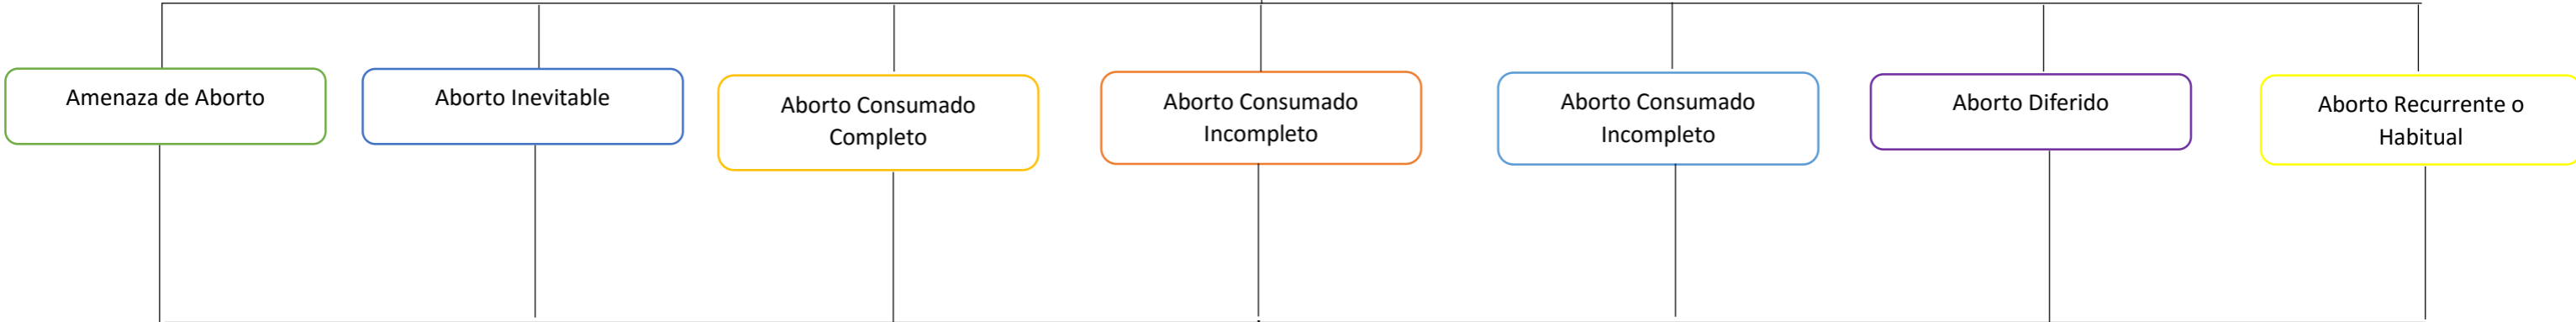 Amenaza de Aborto
Aborto Inevitable
Aborto Consumado
Completo
Aborto Consumado
Incompleto
Aborto Consumado
Incompleto
Aborto Diferido
Aborto Recurrente o
Habitual